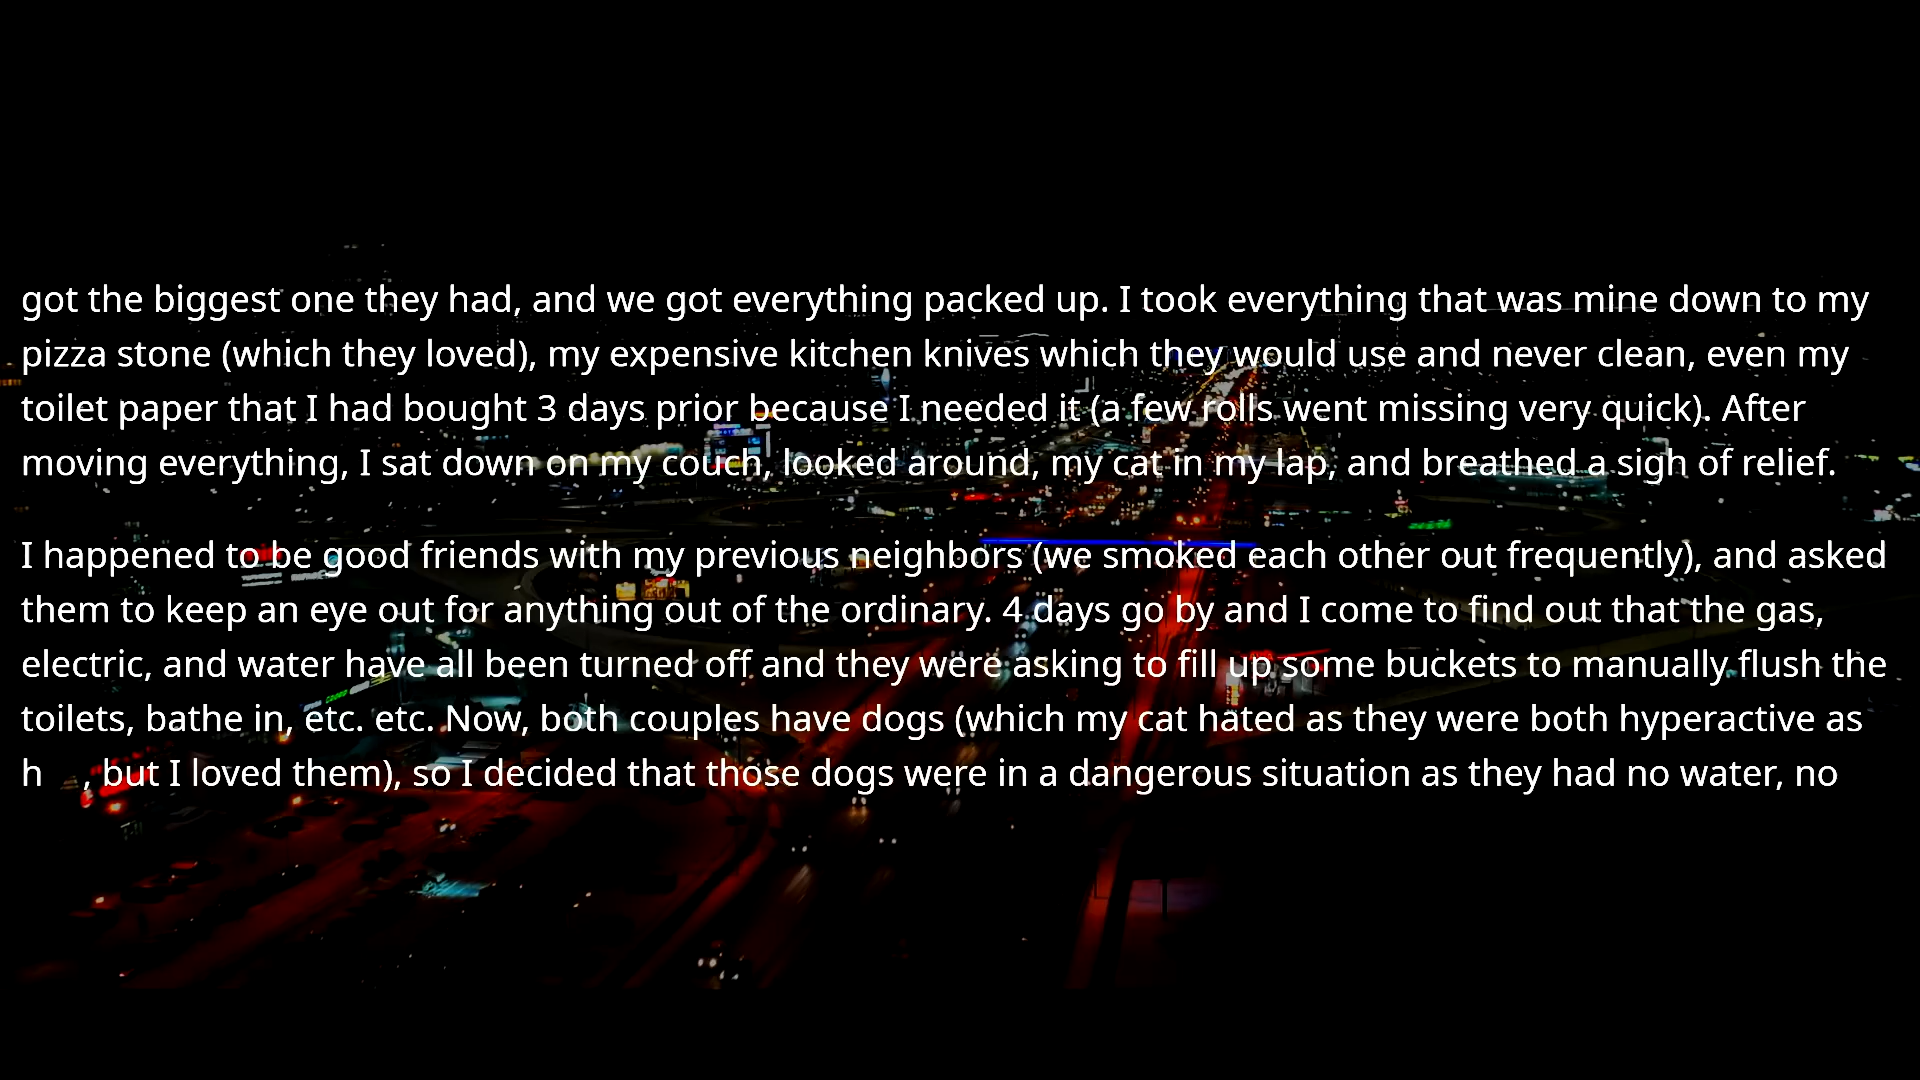 got the biggest one they had, and we got everything packed up. I took everything that was mine down to my
pizza stone (which they loved), my expensive kitchen knives which they would use and never clean, even my
toilet paper that I had bought 3 days prior because I needed it (a few rolls went missing very quick). After
moving everything, I sat down on my couch, looked around, my cat in my lap, and breathed a sigh of relief.
I happened to be good friends with my previous neighbors (we smoked each other out frequently), and asked
them to keep an eye out for anything out of the ordinary. 4 days go by and I come to find out that the gas,
electric, and water have all been turned off and they were asking to fill up some buckets to manually flush the
toilets, bathe in, etc. etc. Now, both couples have dogs (which my cat hated as they were both hyperactive as
h , but I loved them), so I decided that those dogs were in a dangerous situation as they had no water, no